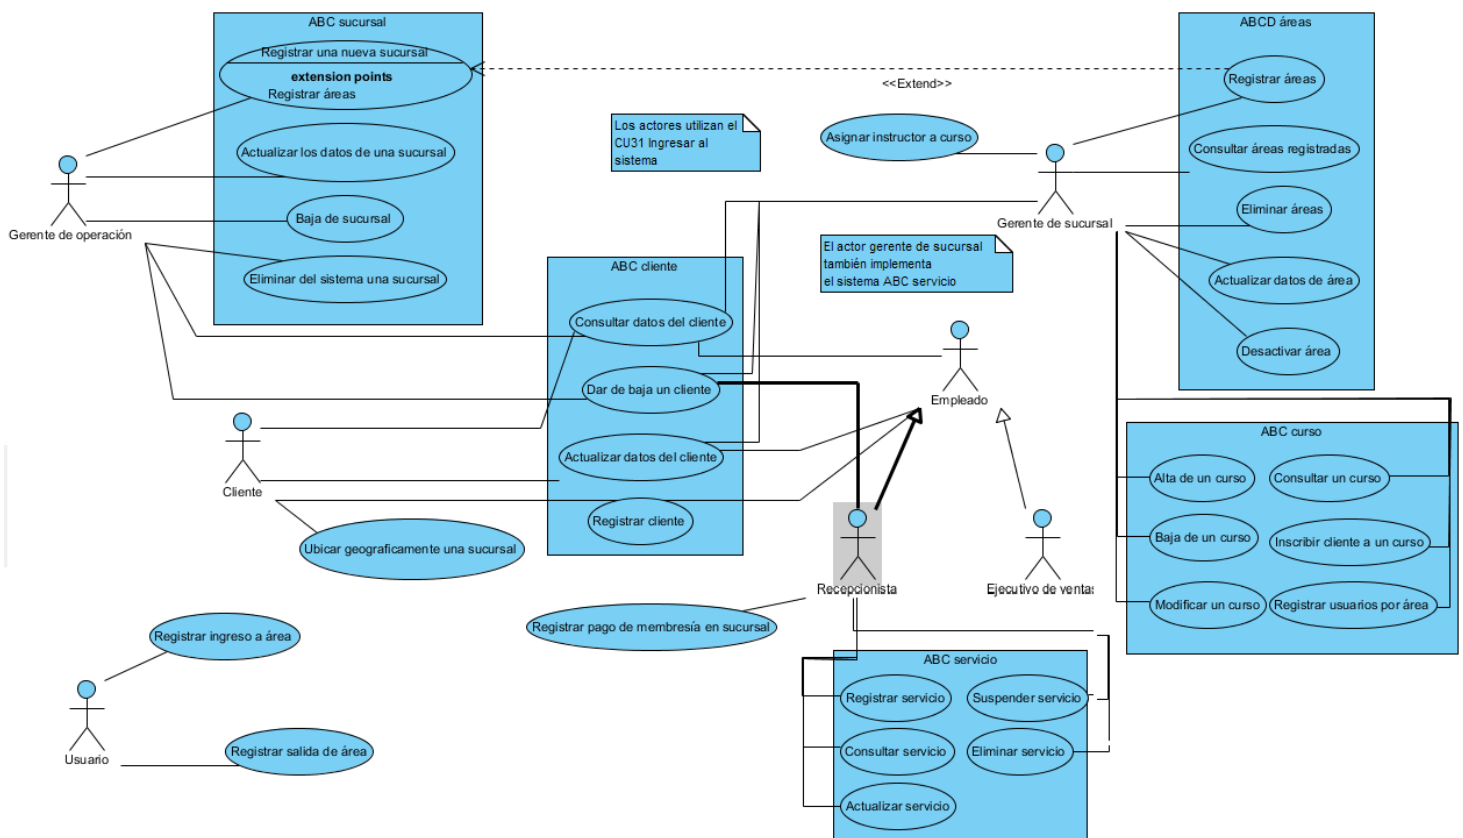 ABC sucursal
Registrar una nueva sucursal
extension points
Registrar áreas
Actualizar los datos de una sucursal
Baja de sucursal
Eliminar del sistema una sucursal
Gerente de operación
<<Extend>>
Los actores utilizan el
CU31 Ingresar al
sistema
Asignar instructor a curso
Gerente de sucursal
El actor gerente de sucursal
también implementa
el sistema ABC servicio
ABCD áreas
Registrar áreas
Consultar áreas registradas
Eliminar áreas
Actualizar datos de área
Desactivar área
ABC cliente
Consultar datos del cliente
Dar de baja un cliente
Actualizar datos del cliente
Registrar cliente
Empleado
Cliente
Ubicar geograficamente una sucursal
Recepcionista
Ejecutivo de ventas
Registrar pago de membresía en sucursal
ABC curso
Alta de un curso
Consultar un curso
Baja de un curso
Inscribir cliente a un curso
Modificar un curso
Registrar usuarios por área
Registrar ingreso a área
Usuario
Registrar salida de área
ABC servicio
Registrar servicio
Suspender servicio
Consultar servicio
Eliminar servicio
Actualizar servicio